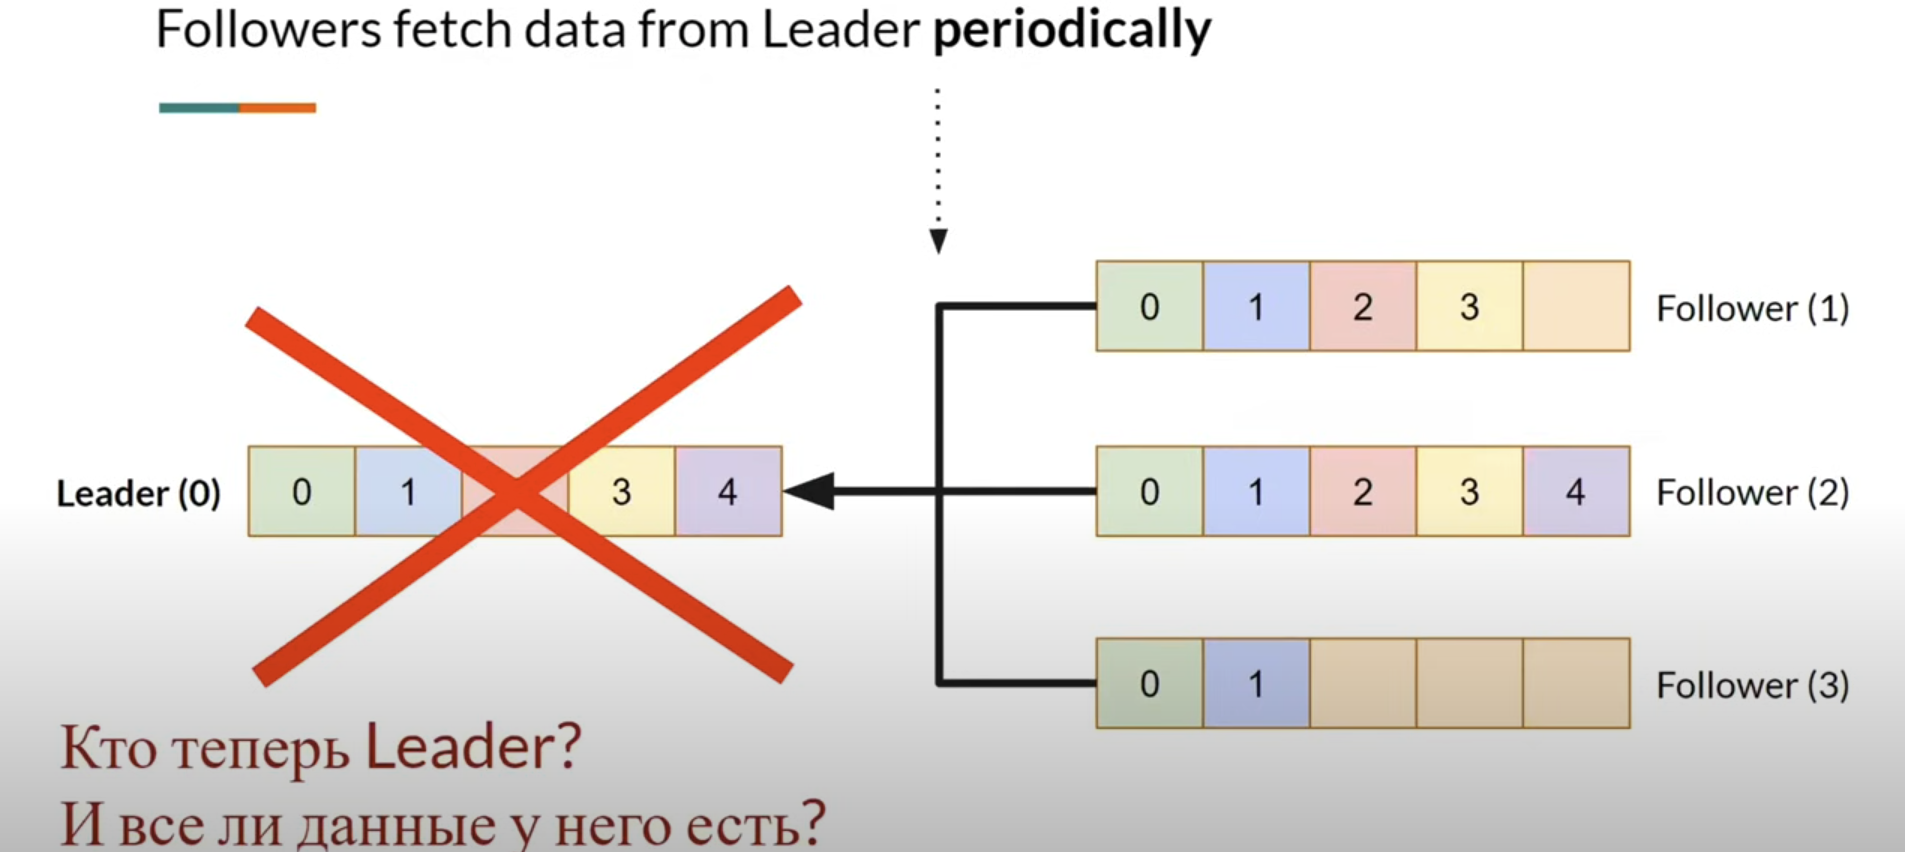 Followers fetch data from Leader periodically
0 1 2 3 Follower (1)
Leader (0) 0 1 3 4
0 1 2 3 4 Follower (2)
0 1 Follower (3)
Кто теперь Leader?
И все ли данные у него есть?